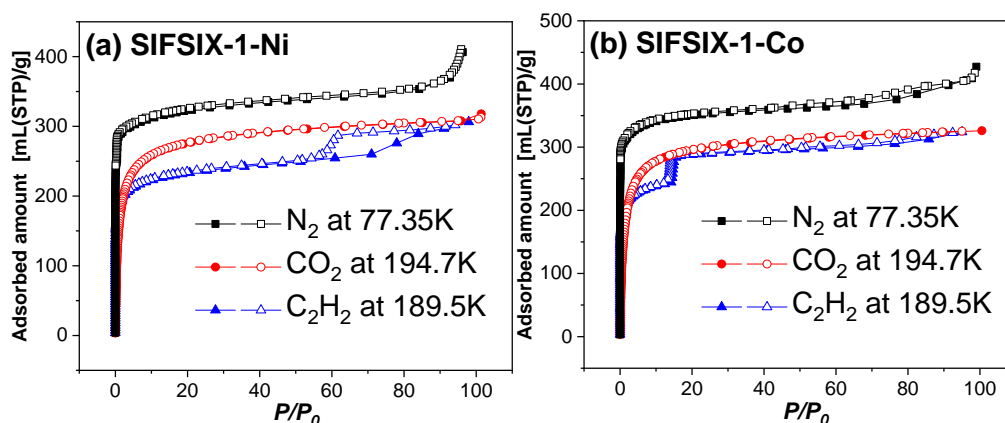 (a) SIFSIX-1-Ni
Adsorbed amount [mL(STP)/g]
400
300
200
100
0
N₂ at 77.35K
CO₂ at 194.7K
C₂H₂ at 189.5K
0 20 40 60 80 100
P/P₀
(b) SIFSIX-1-Co
Adsorbed amount [mL(STP)/g]
500
400
300
200
100
0
N₂ at 77.35K
CO₂ at 194.7K
C₂H₂ at 189.5K
0 20 40 60 80 100
P/P₀